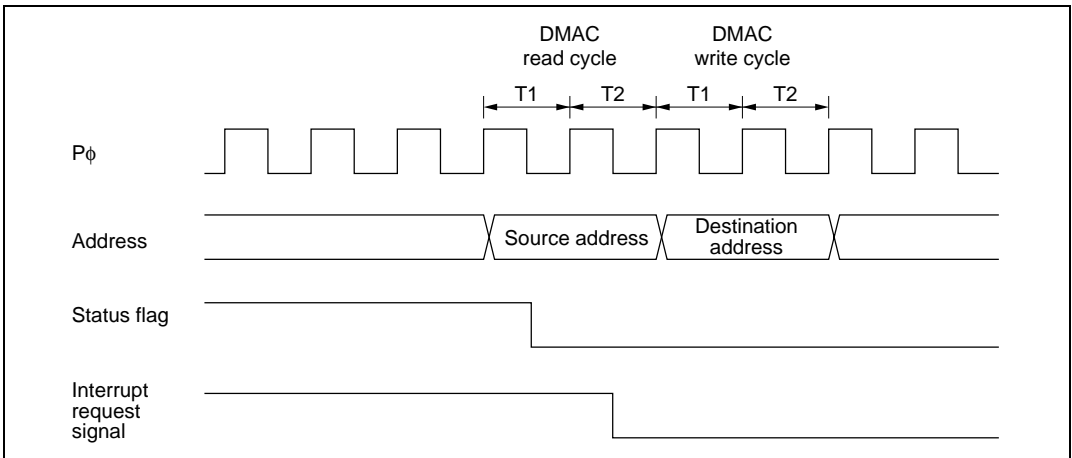 DMAC
read cycle
DMAC
write cycle
T1
T2
T1
T2
Pϕ
Address
Source address
Destination
address
Status flag
Interrupt
request
signal